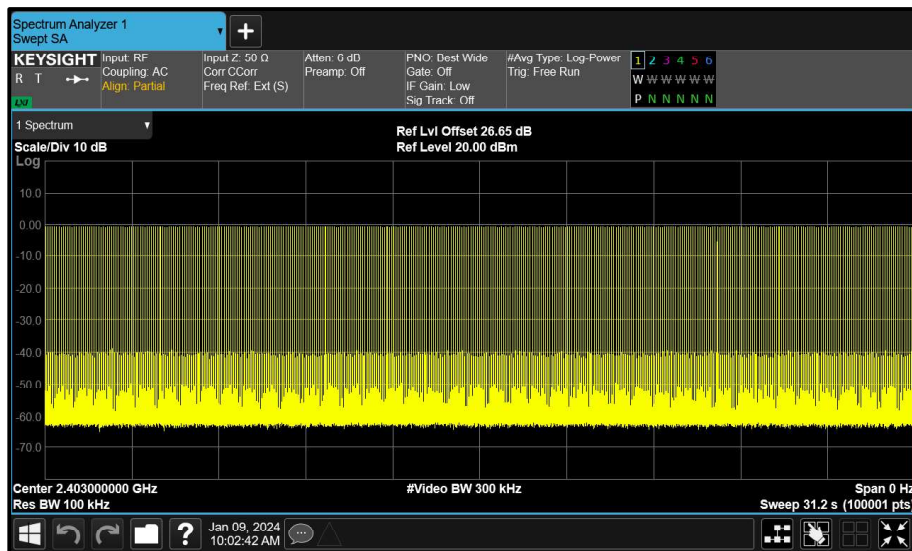 Spectrum Analyzer 1
Swept SA
KEYSIGHT
R T
LXI
Input: RF
Coupling: AC
Align: Partial
Input Z: 50 Ω
Corr CCorr
Freq Ref: Ext (S)
Atten: 6 dB
Preamp: Off
PNO: Best Wide
Gate: Off
IF Gain: Low
Sig Track: Off
#Avg Type: Log-Power
Trig: Free Run
1 2 3 4 5 6
W W W W W W
P N N N N N
1 Spectrum
Ref Lvl Offset 26.65 dB
Scale/Div 10 dB
Ref Level 20.00 dBm
Log
10.0
0.00
-10.0
-20.0
-30.0
-40.0
-50.0
-60.0
-70.0
Center 2.403000000 GHz
#Video BW 300 kHz
Span 0 Hz
Res BW 100 kHz
Sweep 31.2 s (100001 pts)
?
Jan 09, 2024
10:02:42 AM